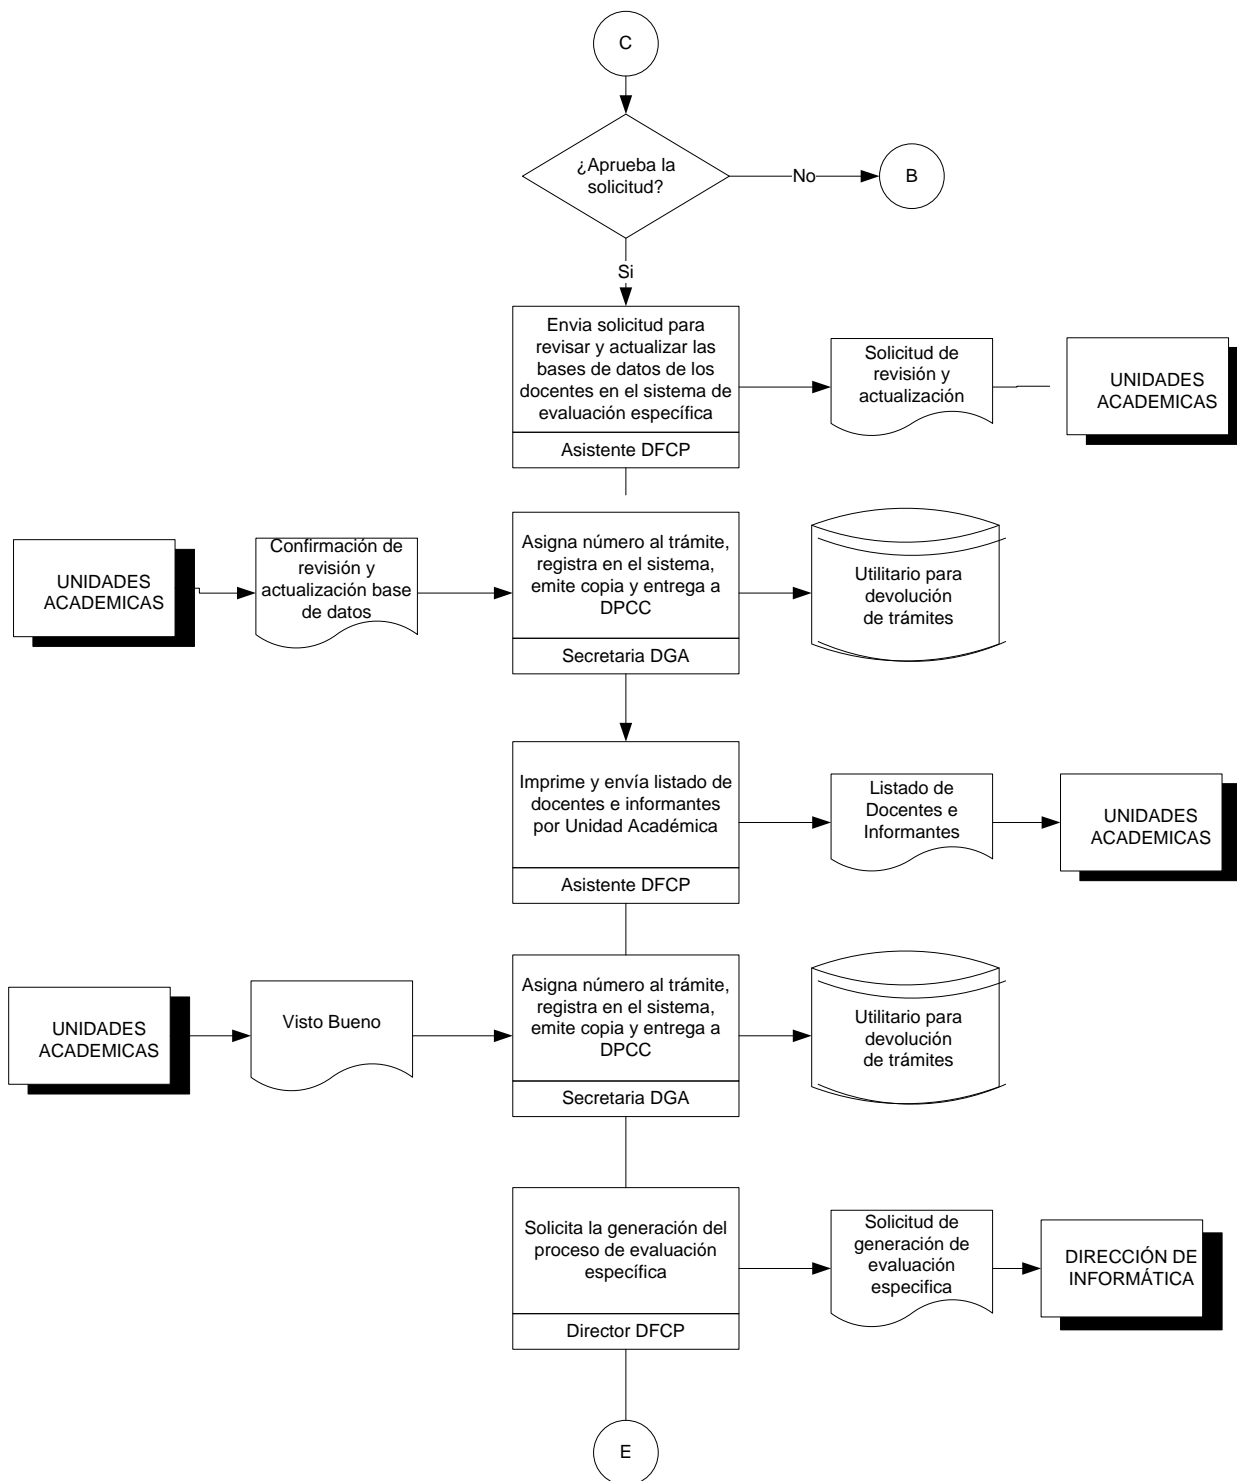 C
¿Aprueba la
solicitud?
No
B
Si
Envia solicitud para
revisar y actualizar las
bases de datos de los
docentes en el sistema de
evaluación específica
Asistente DFCP
Solicitud de
revisión y
actualización
UNIDADES
ACADEMICAS
UNIDADES
ACADEMICAS
Confirmación de
revisión y
actualización base
de datos
Asigna número al trámite,
registra en el sistema,
emite copia y entrega a
DPCC
Secretaria DGA
Utilitario para
devolución
de trámites
Imprime y envía listado de
docentes e informantes
por Unidad Académica
Asistente DFCP
Listado de
Docentes e
Informantes
UNIDADES
ACADEMICAS
UNIDADES
ACADEMICAS
Visto Bueno
Asigna número al trámite,
registra en el sistema,
emite copia y entrega a
DPCC
Secretaria DGA
Utilitario para
devolución
de trámites
Solicita la generación del
proceso de evaluación
específica
Director DFCP
Solicitud de
generación de
evaluación
especifica
DIRECCIÓN DE
INFORMÁTICA
E